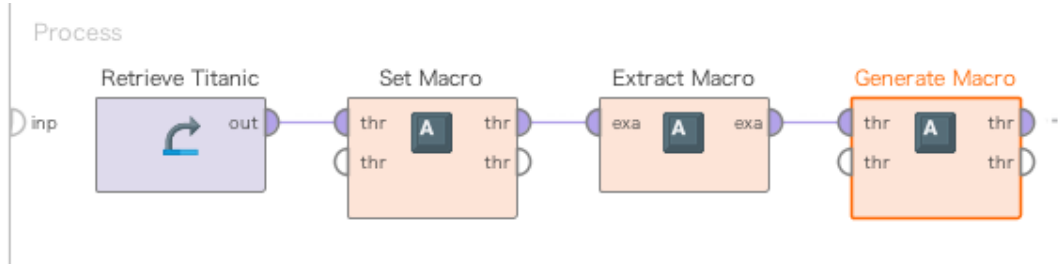 Process
Retrieve Titanic
Set Macro
Extract Macro
Generate Macro
inp
out
thr
A
thr
exa
A
exa
thr
A
thr
thr
thr
thr
thr